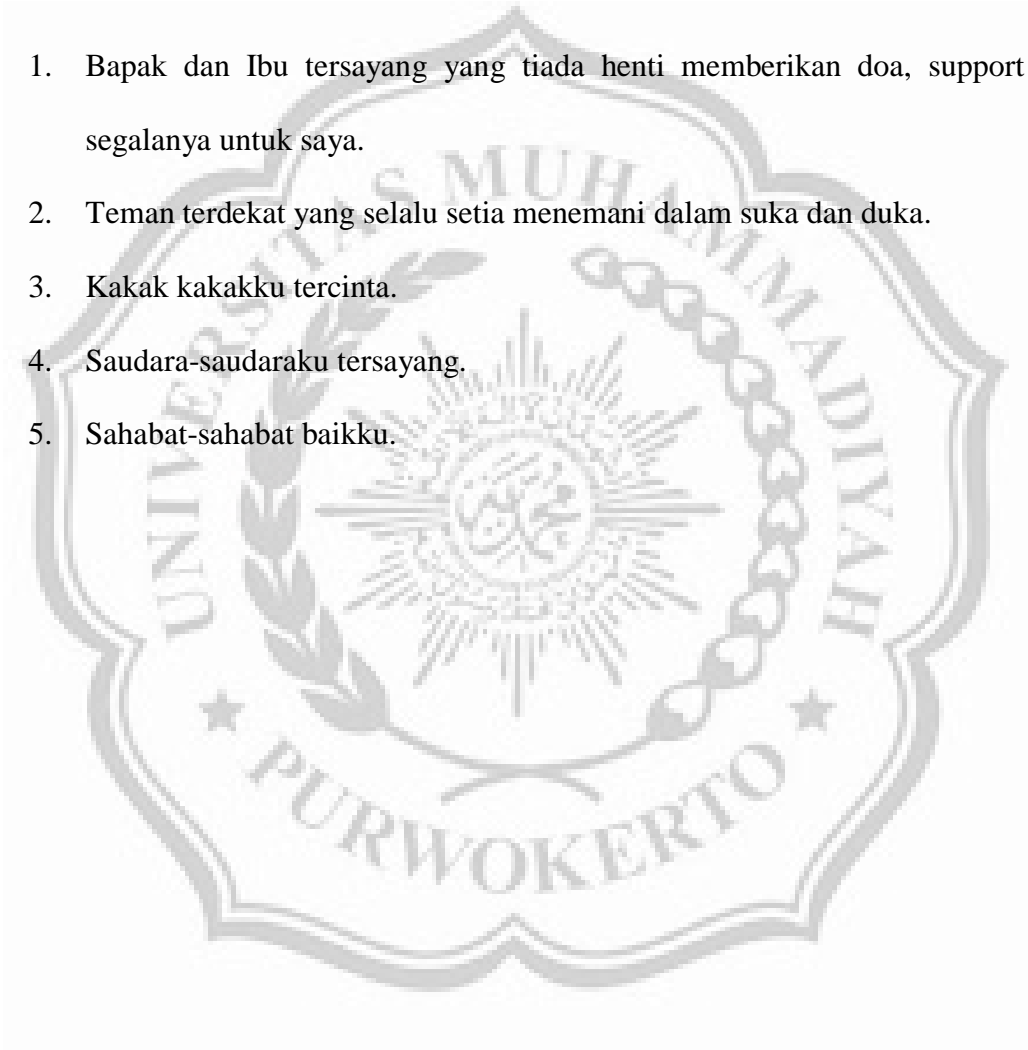 1. Bapak dan Ibu tersayang yang tiada henti memberikan doa, support
segalanya untuk saya.
2. Teman terdekat yang selalu setia menemani dalam suka dan duka.
3. Kakak kakakku tercinta.
4. Saudara-saudaraku tersayang.
5. Sahabat-sahabat baikku.
UNIVERSITAS MUHAMMADIYAH
PURWOKERTO